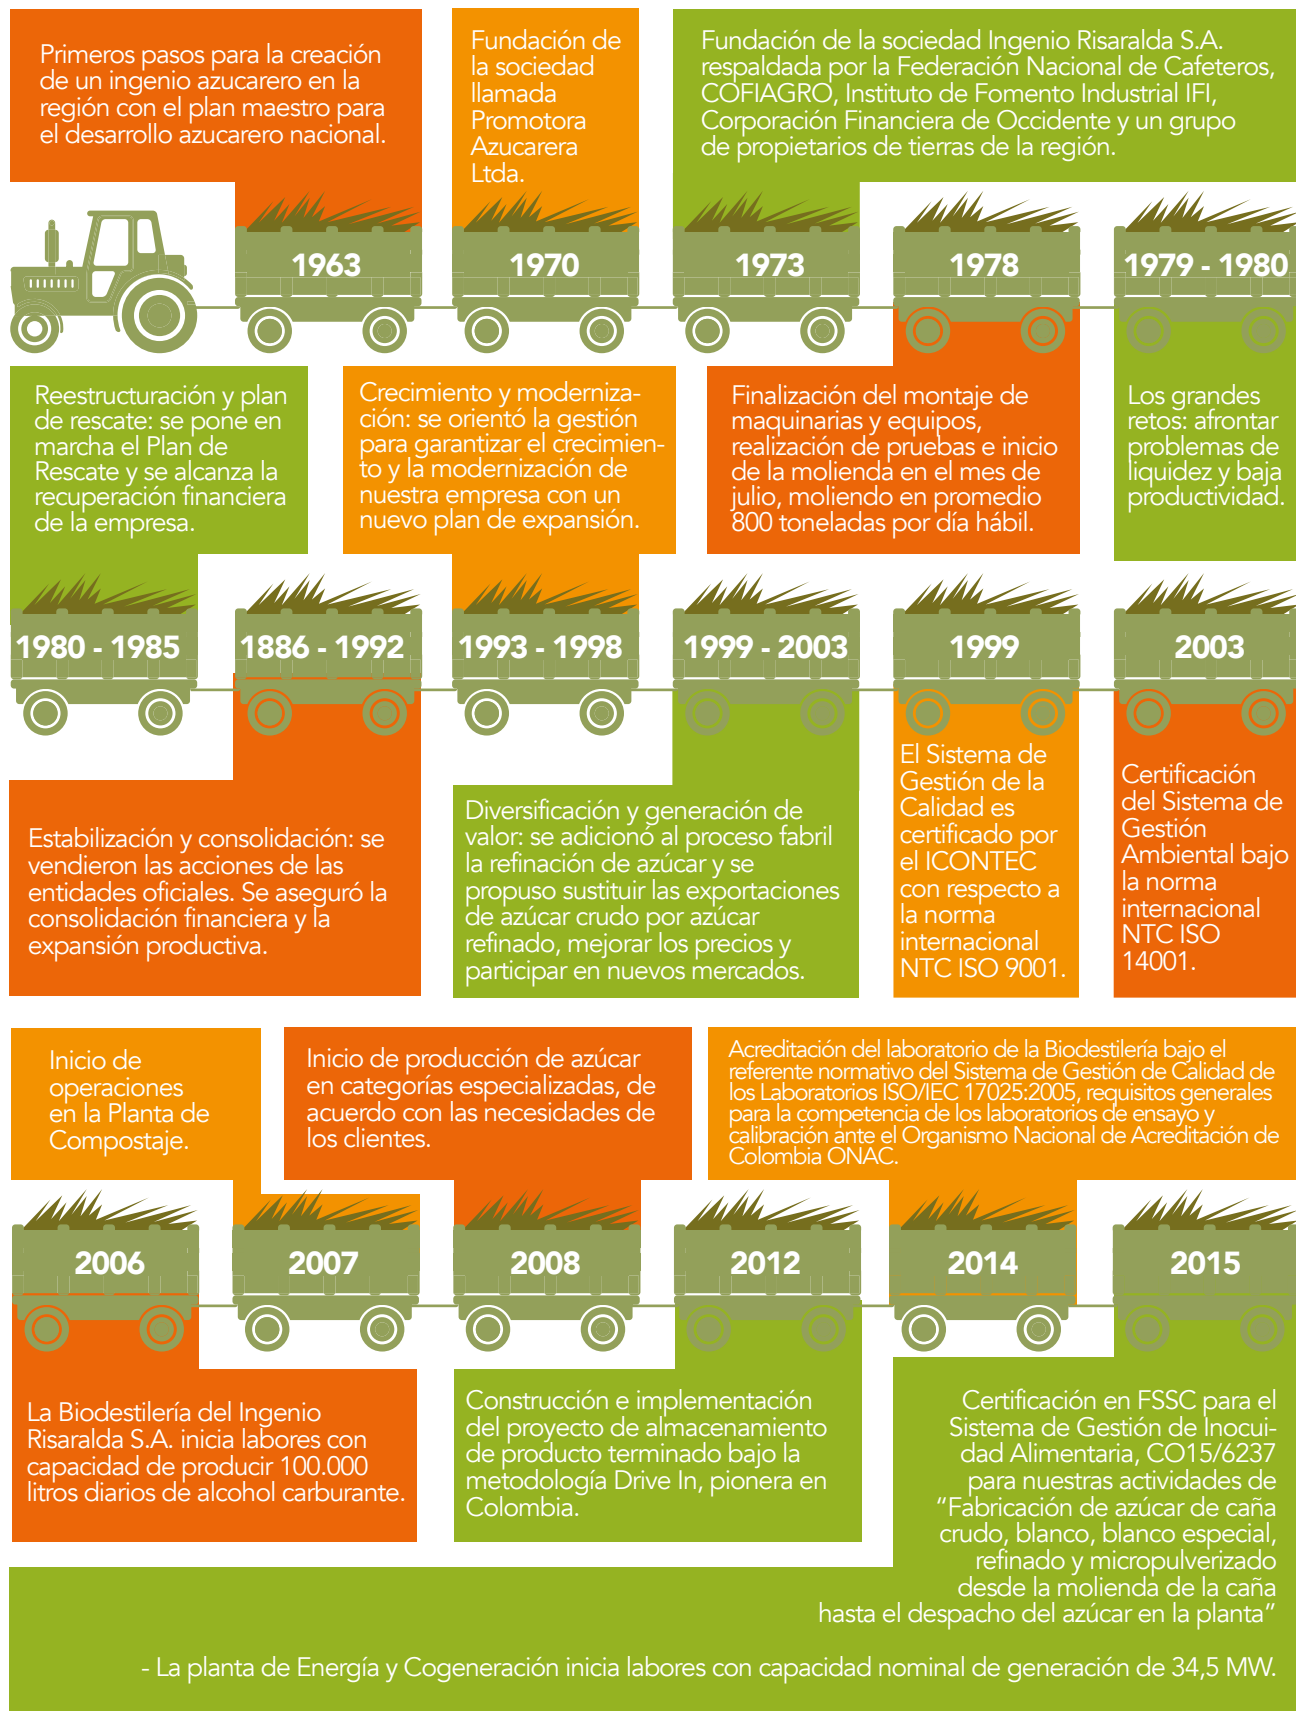 Primeros pasos para la creación
de un ingenio azucarero en la
región con el plan maestro para
el desarrollo azucarero nacional.
Fundación de
la sociedad
llamada
Promotora
Azucarera
Ltda.
Fundación de la sociedad Ingenio Risaralda S.A.
respaldada por la Federación Nacional de Cafeteros,
COFIAGRO, Instituto de Fomento Industrial IFI,
Corporación Financiera de Occidente y un grupo
de propietarios de tierras de la región.
1963
1970
1973
1978
1979 - 1980
Reestructuración y plan
de rescate: se pone en
marcha el Plan de
Rescate y se alcanza la
recuperación financiera
de la empresa.
Crecimiento y moderniza-
ción: se orientó la gestión
para garantizar el crecimien-
to y la modernización de
nuestra empresa con un
nuevo plan de expansión.
Finalización del montaje de
maquinarias y equipos,
realización de pruebas e inicio
de la molienda en el mes de
julio, moliendo en promedio
800 toneladas por día hábil.
Los grandes
retos: afrontar
problemas de
liquidez y baja
productividad.
1980 - 1985
1886 - 1992
1993 - 1998
1999 - 2003
1999
2003
Estabilización y consolidación: se
vendieron las acciones de las
entidades oficiales. Se aseguró la
consolidación financiera y la
expansión productiva.
Diversificación y generación de
valor: se adicionó al proceso fabril
la refinación de azúcar y se
propuso sustituir las exportaciones
de azúcar crudo por azúcar
refinado, mejorar los precios y
participar en nuevos mercados.
El Sistema de
Gestión de la
Calidad es
certificado por
el ICONTEC
con respecto a
la norma
internacional
NTC ISO 9001.
Certificación
del Sistema de
Gestión
Ambiental bajo
la norma
internacional
NTC ISO
14001.
Inicio de
operaciones
en la Planta de
Compostaje.
Inicio de producción de azúcar
en categorías especializadas, de
acuerdo con las necesidades de
los clientes.
Acreditación del laboratorio de la Biodestilería bajo el
referente normativo del Sistema de Gestión de Calidad de
los Laboratorios ISO/IEC 17025:2005, requisitos generales
para la competencia de los laboratorios de ensayo y
calibración ante el Organismo Nacional de Acreditación de
Colombia ONAC.
2006
2007
2008
2012
2014
2015
La Biodestilería del Ingenio
Risaralda S.A. inicia labores con
capacidad de producir 100.000
litros diarios de alcohol carburante.
Construcción e implementación
del proyecto de almacenamiento
de producto terminado bajo la
metodología Drive In, pionera en
Colombia.
Certificación en FSSC para el
Sistema de Gestión de Inocui-
dad Alimentaria, CO15/6237
para nuestras actividades de
“Fabricación de azúcar de caña
crudo, blanco, blanco especial,
refinado y micropulverizado
desde la molienda de la caña
hasta el despacho del azúcar en la planta”
- La planta de Energía y Cogeneración inicia labores con capacidad nominal de generación de 34,5 MW.